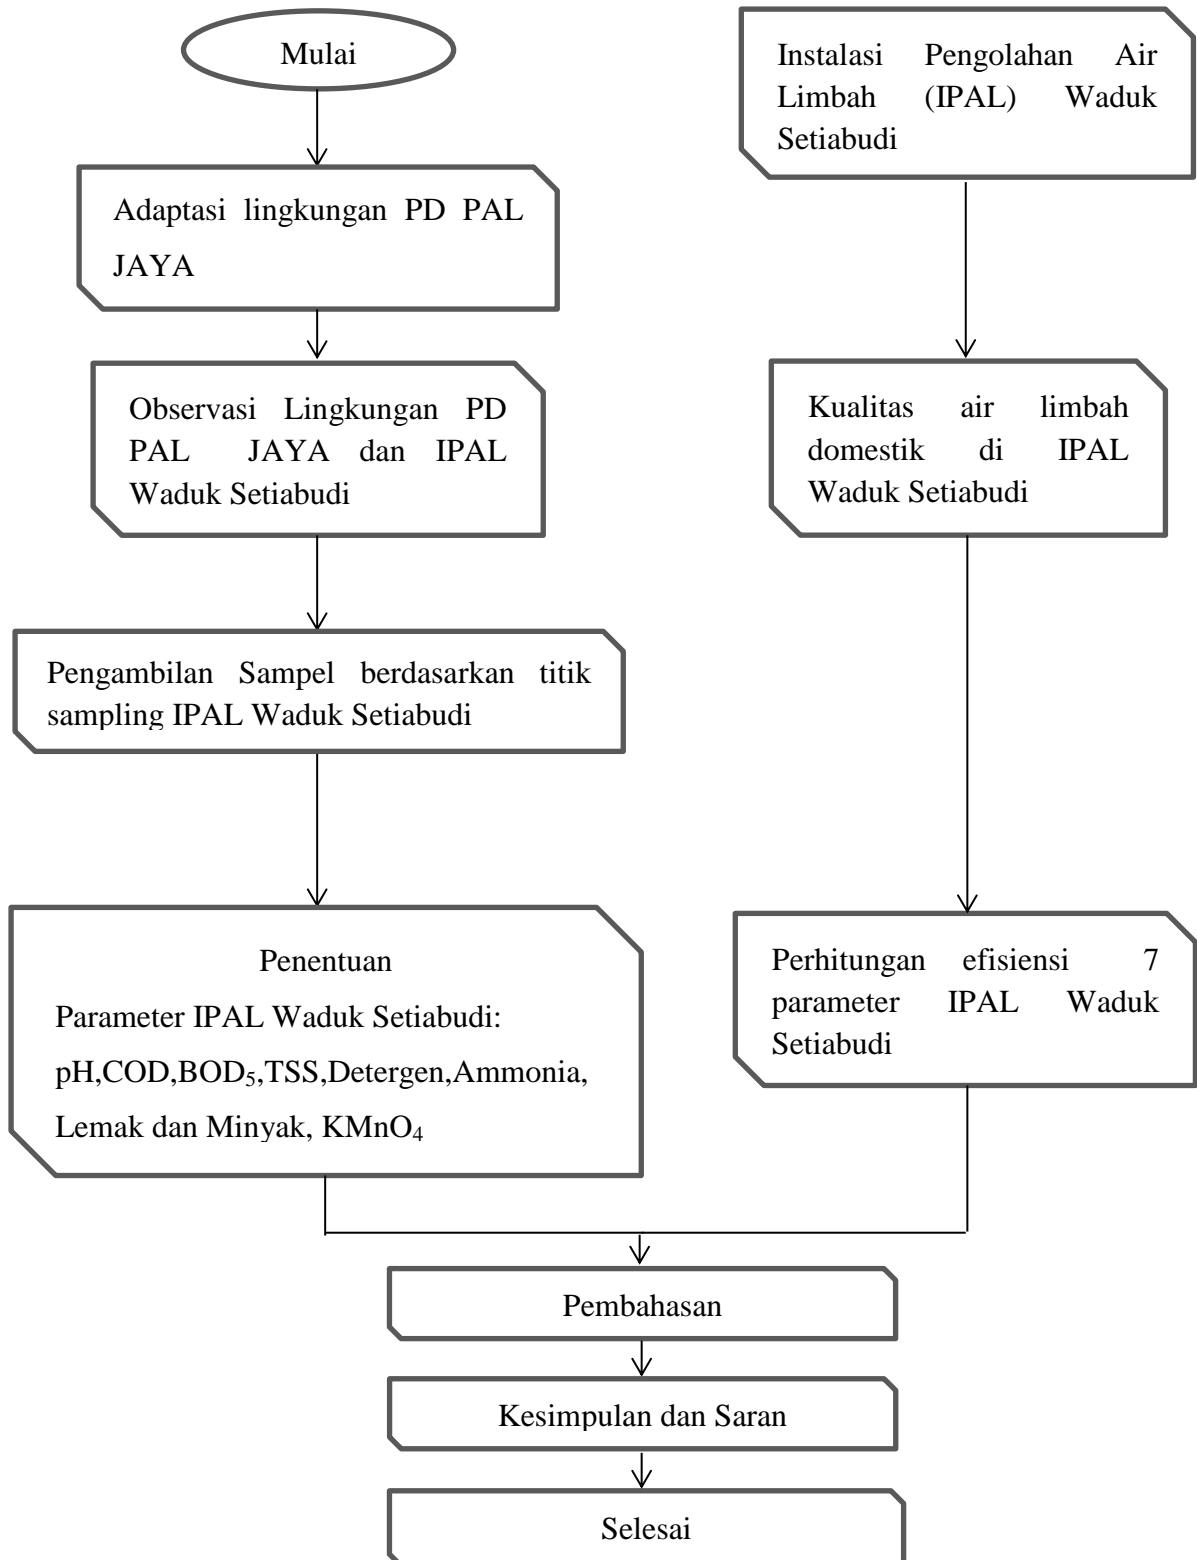 Mulai
Adaptasi lingkungan PD PAL
JAYA
Observasi Lingkungan PD
PAL JAYA dan IPAL
Waduk Setiabudi
Pengambilan Sampel berdasarkan titik
sampling IPAL Waduk Setiabudi
Penentuan
Parameter IPAL Waduk Setiabudi:
pH,COD,BOD₅,TSS,Detergen,Ammonia,
Lemak dan Minyak, KMnO₄
Instalasi Pengolahan Air
Limbah (IPAL) Waduk
Setiabudi
Kualitas air limbah
domestik di IPAL
Waduk Setiabudi
Perhitungan efisiensi 7
parameter IPAL Waduk
Setiabudi
Pembahasan
Kesimpulan dan Saran
Selesai